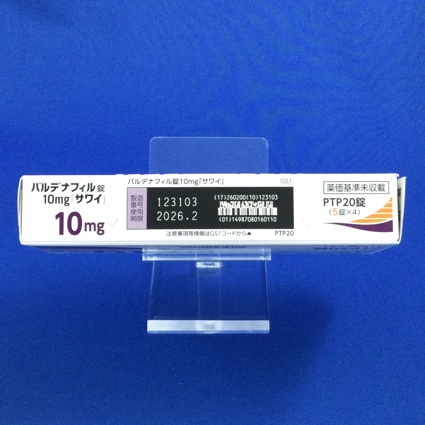 バルデナフィル錠
10mg「サワイ」
10mg
バルデナフィル錠10mg「サワイ」
GS1
製造番号 123103
使用期限 2026.2
(17)260200(10)123103
(01)14987080160110
注意事項等情報はGS1コードから▲
PTP20
薬価基準未収載
PTP20錠
(5錠×4)